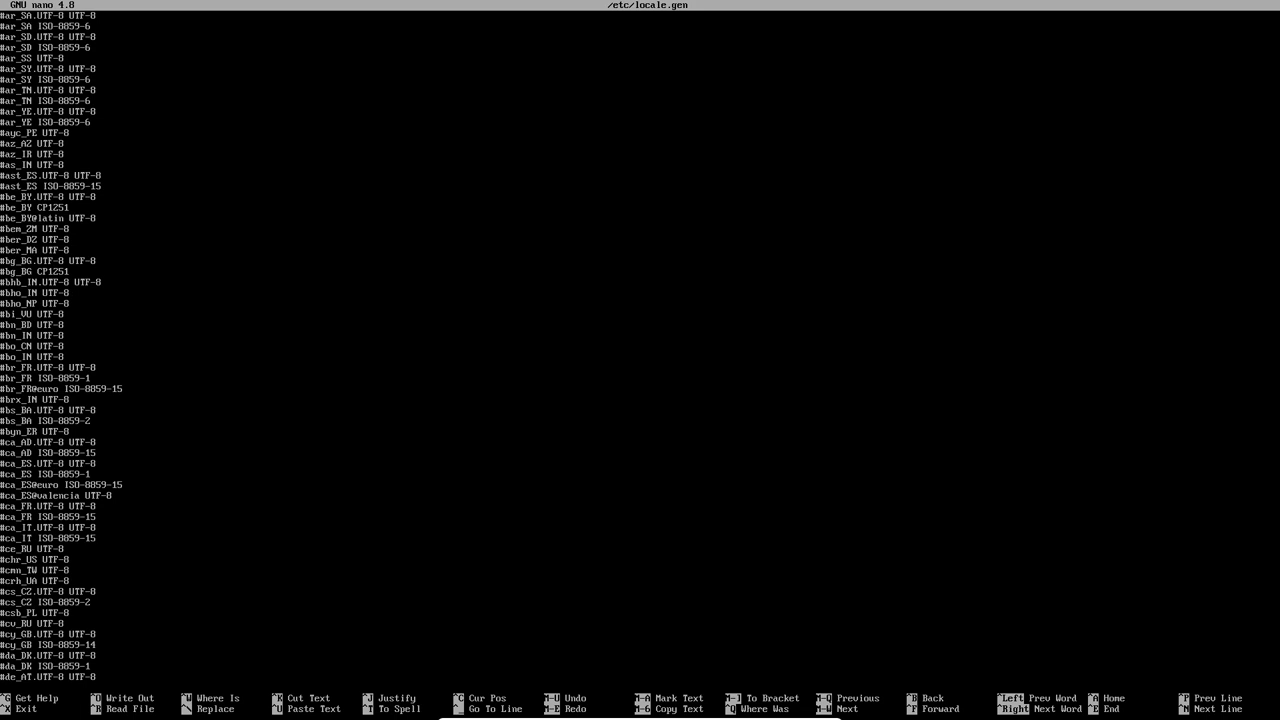 GNU nano 4.8 /etc/locale.gen
#ar_SA.UTF-8 UTF-8
#ar_SA ISO-8859-6
#ar_SD.UTF-8 UTF-8
#ar_SD ISO-8859-6
#ar_SS UTF-8
#ar_SY.UTF-8 UTF-8
#ar_SY ISO-8859-6
#ar_TN.UTF-8 UTF-8
#ar_TN ISO-8859-6
#ar_YE.UTF-8 UTF-8
#ar_YE ISO-8859-6
#ayc_PE UTF-8
#az_AZ UTF-8
#az_IR UTF-8
#as_IN UTF-8
#ast_ES.UTF-8 UTF-8
#ast_ES ISO-8859-15
#be_BY.UTF-8 UTF-8
#be_BY CP1251
#be_BY@latin UTF-8
#bem_ZM UTF-8
#ber_DZ UTF-8
#ber_MA UTF-8
#bg_BG.UTF-8 UTF-8
#bg_BG CP1251
#bhb_IN.UTF-8 UTF-8
#bho_IN UTF-8
#bho_NP UTF-8
#bi_VU UTF-8
#bn_BD UTF-8
#bn_IN UTF-8
#bo_CN UTF-8
#bo_IN UTF-8
#br_FR.UTF-8 UTF-8
#br_FR ISO-8859-1
#br_FR@euro ISO-8859-15
#brx_IN UTF-8
#bs_BA.UTF-8 UTF-8
#bs_BA ISO-8859-2
#byn_ER UTF-8
#ca_AD.UTF-8 UTF-8
#ca_AD ISO-8859-15
#ca_ES.UTF-8 UTF-8
#ca_ES ISO-8859-1
#ca_ES@euro ISO-8859-15
#ca_ES@valencia UTF-8
#ca_FR.UTF-8 UTF-8
#ca_FR ISO-8859-15
#ca_IT.UTF-8 UTF-8
#ca_IT ISO-8859-15
#ce_RU UTF-8
#chr_US UTF-8
#cmn_TW UTF-8
#crh_UA UTF-8
#cs_CZ.UTF-8 UTF-8
#cs_CZ ISO-8859-2
#csb_PL UTF-8
#cv_RU UTF-8
#cy_GB.UTF-8 UTF-8
#cy_GB ISO-8859-14
#da_DK.UTF-8 UTF-8
#da_DK ISO-8859-1
#de_AT.UTF-8 UTF-8
^G Get Help ^O Write Out ^W Where Is ^K Cut Text ^J Justify ^C Cur Pos M-U Undo M-A Mark Text M-] To Bracket M-Q Previous ^B Back ^Left Prev Word ^A Home ^P Prev Line
^X Exit ^R Read File ^\ Replace ^U Paste Text ^T To Spell ^_ Go To Line M-E Redo M-6 Copy Text ^Q Where Was M-W Next ^F Forward ^Right Next Word ^E End ^N Next Line